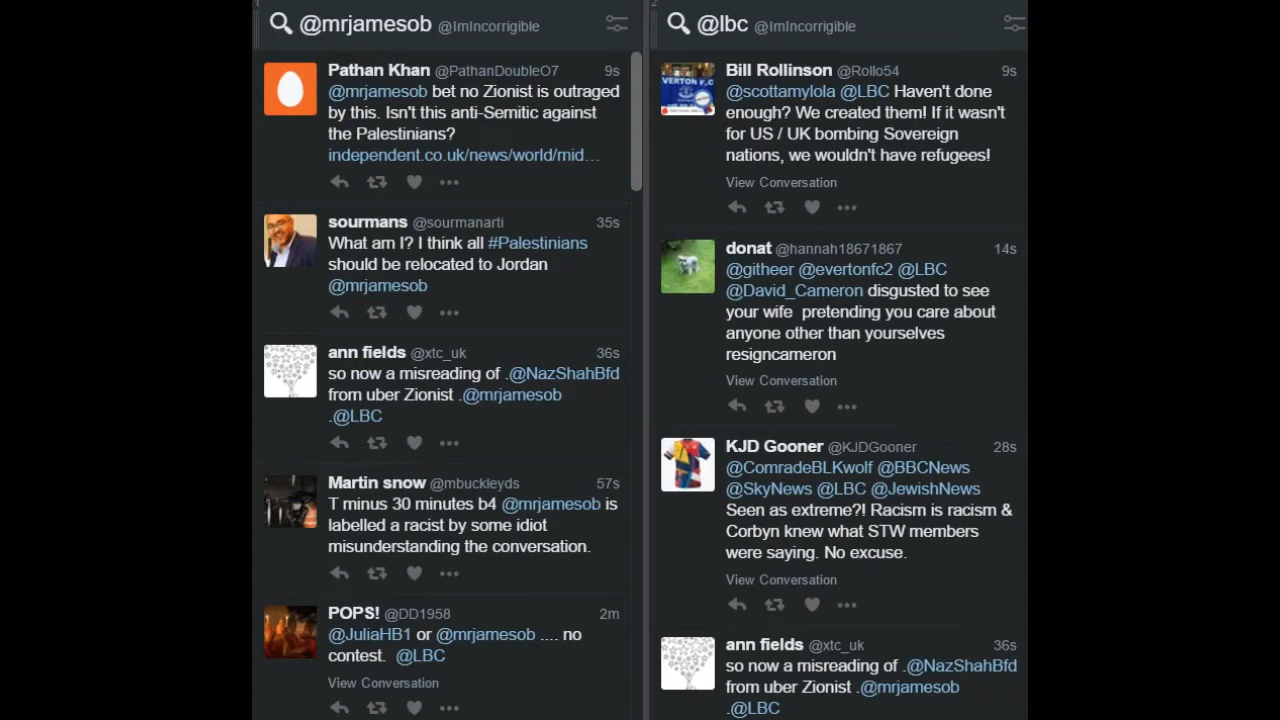 1
@mrjamesob @ImIncorrigible
Pathan Khan @PathanDoubleO7 9s
@mrjamesob bet no Zionist is outraged
by this. Isn't this anti-Semitic against
the Palestinians?
independent.co.uk/news/world/mid…
sourmans @sourmanarti 35s
What am I? I think all #Palestinians
should be relocated to Jordan
@mrjamesob
ann fields @xtc_uk 36s
so now a misreading of .@NazShahBfd
from uber Zionist .@mrjamesob
.@LBC
Martin snow @mbuckleyds 57s
T minus 30 minutes b4 @mrjamesob is
labelled a racist by some idiot
misunderstanding the conversation.
POPS! @DD1958 2m
@JuliaHB1 or @mrjamesob .... no
contest. @LBC
View Conversation
2
@lbc @ImIncorrigible
Bill Rollinson @Rollo54 9s
@scottamylola @LBC Haven't done
enough? We created them! If it wasn't
for US / UK bombing Sovereign
nations, we wouldn't have refugees!
View Conversation
donat @hannah18671867 14s
@githeer @evertonfc2 @LBC
@David_Cameron disgusted to see
your wife pretending you care about
anyone other than yourselves
resigncameron
View Conversation
KJD Gooner @KJDGooner 28s
@ComradeBLKwolf @BBCNews
@SkyNews @LBC @JewishNews
Seen as extreme?! Racism is racism &
Corbyn knew what STW members
were saying. No excuse.
View Conversation
ann fields @xtc_uk 36s
so now a misreading of .@NazShahBfd
from uber Zionist .@mrjamesob
.@LBC